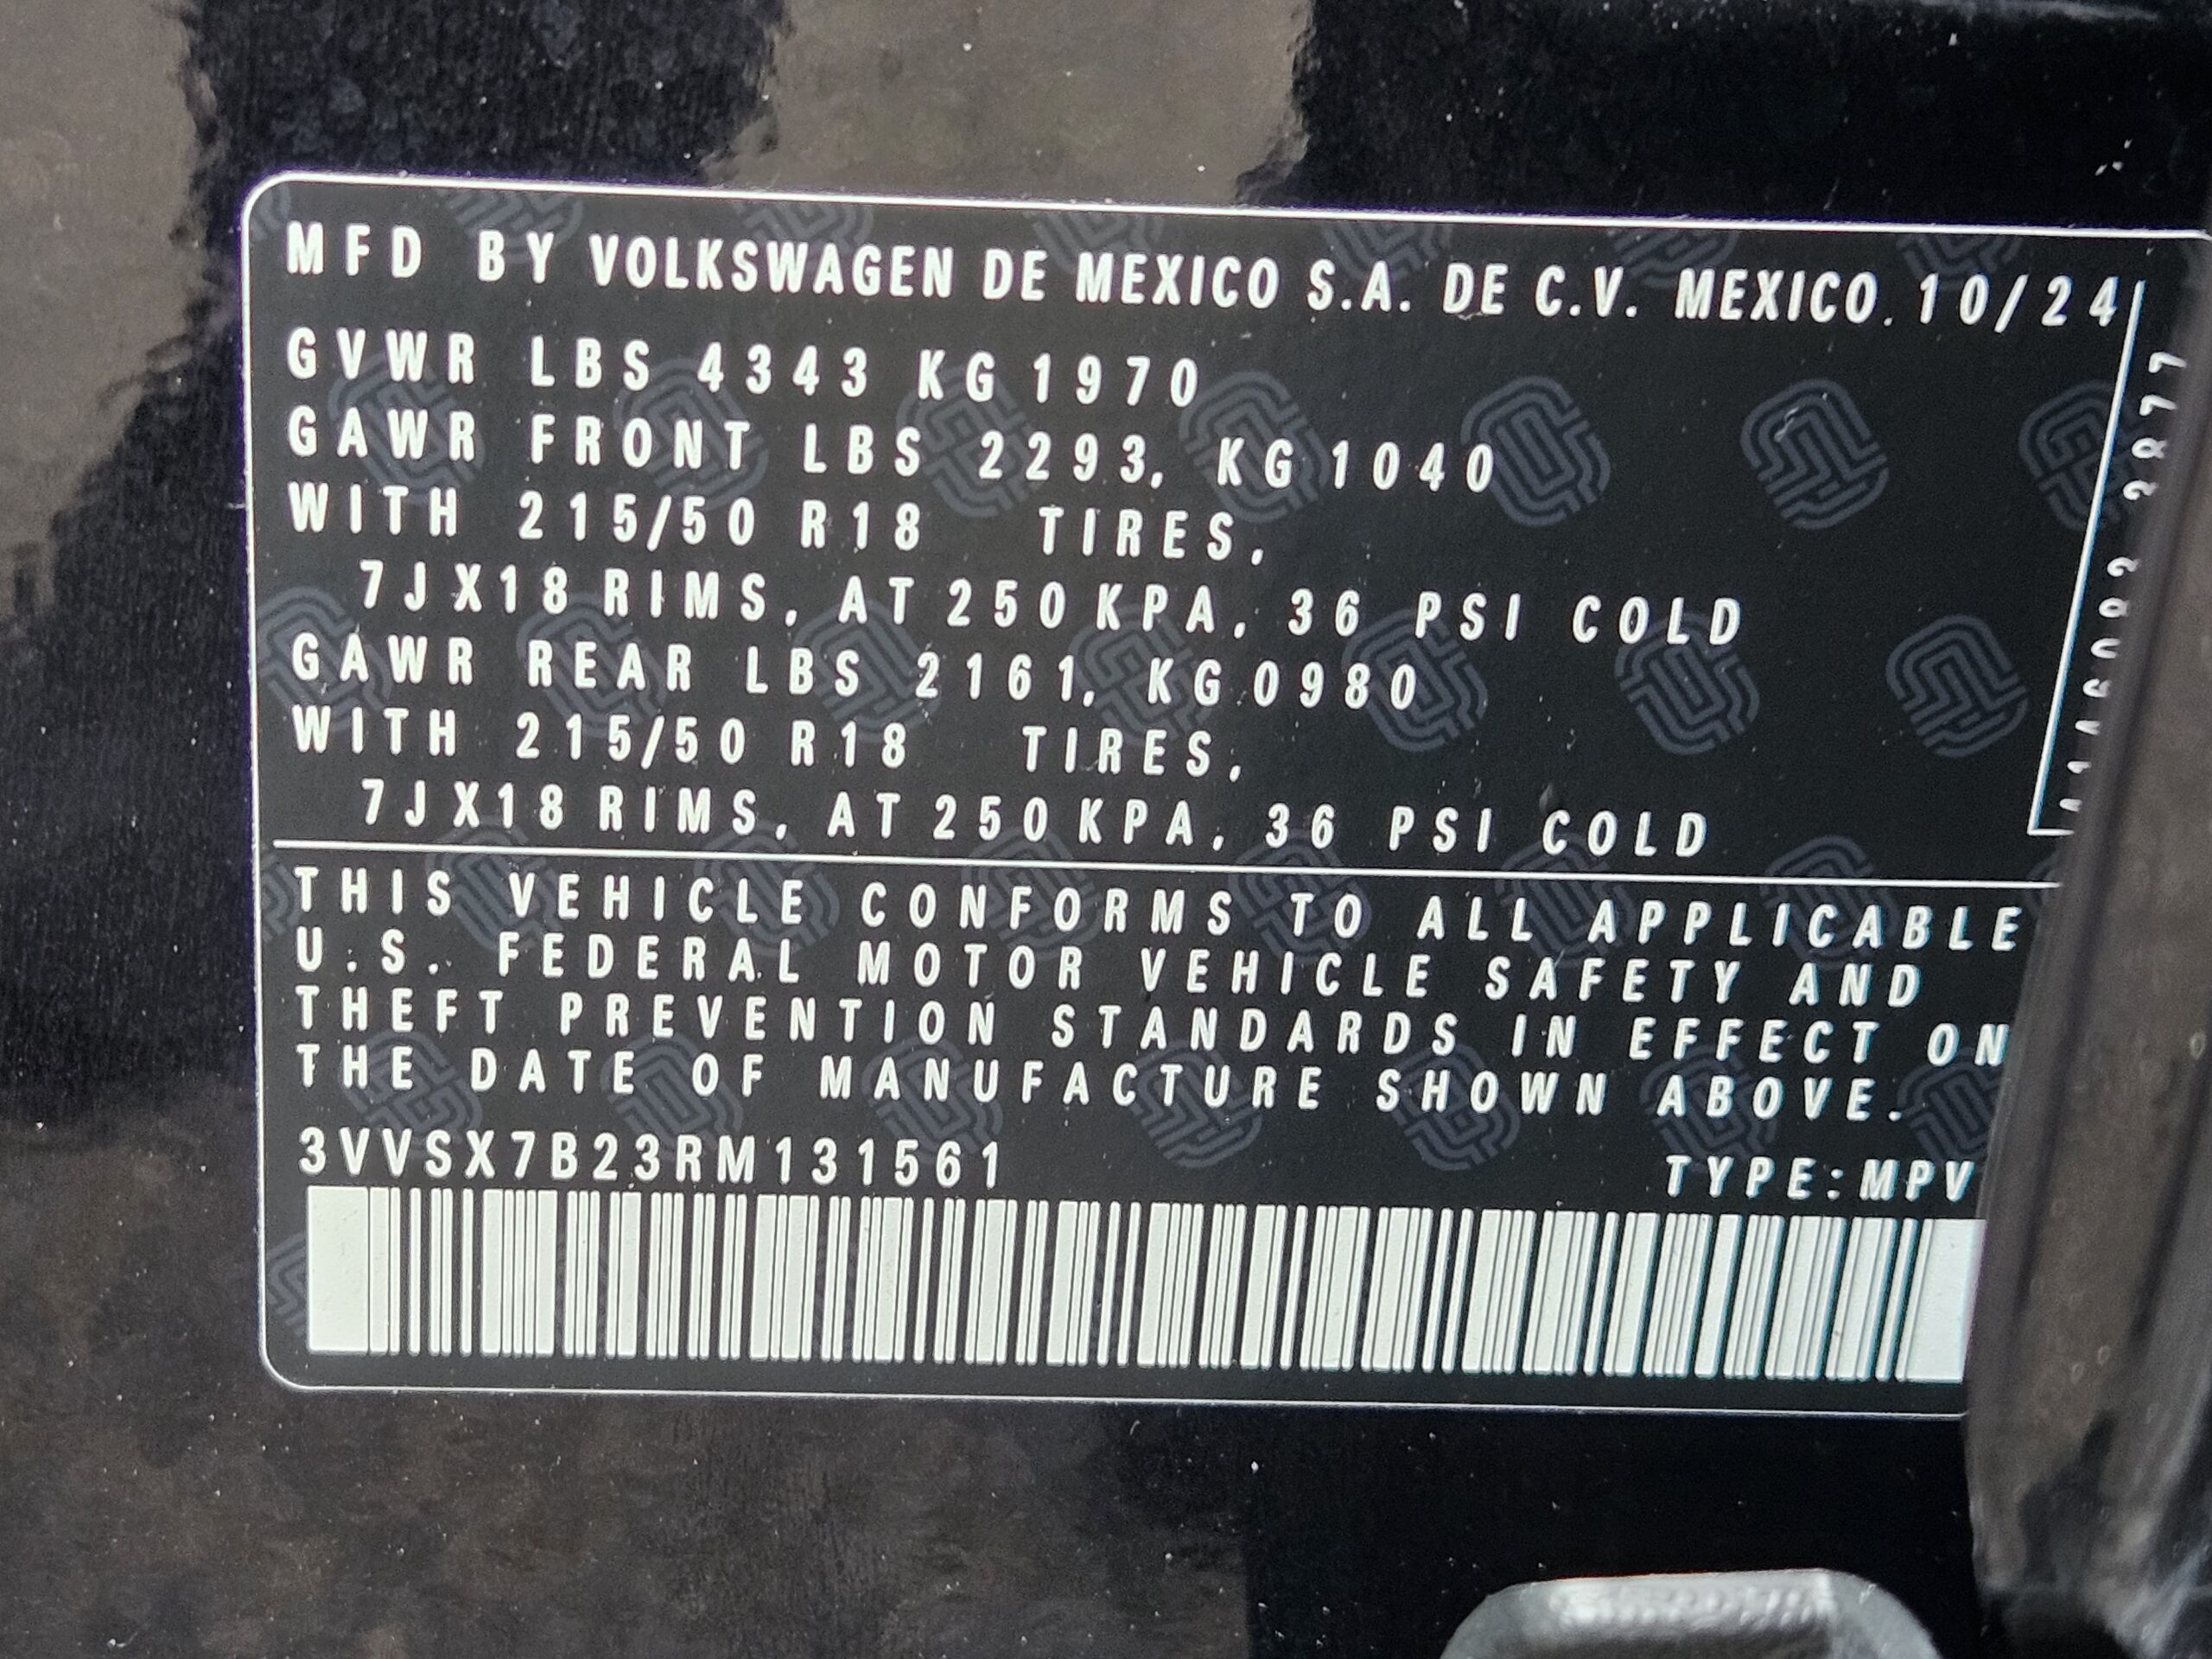 MFD BY VOLKSWAGEN DE MEXICO S.A. DE C.V. MEXICO. 10/24
GVWR LBS 4343 KG 1970
GAWR FRONT LBS 2293, KG 1040
WITH 215/50 R18 TIRES,
7JX18 RIMS, AT 250 KPA, 36 PSI COLD
GAWR REAR LBS 2161, KG 0980
WITH 215/50 R18 TIRES,
7JX18 RIMS, AT 250 KPA, 36 PSI COLD
THIS VEHICLE CONFORMS TO ALL APPLICABLE
U.S. FEDERAL MOTOR VEHICLE SAFETY AND
THEFT PREVENTION STANDARDS IN EFFECT ON
THE DATE OF MANUFACTURE SHOWN ABOVE.
3VVSX7B23RM131561
TYPE: MPV